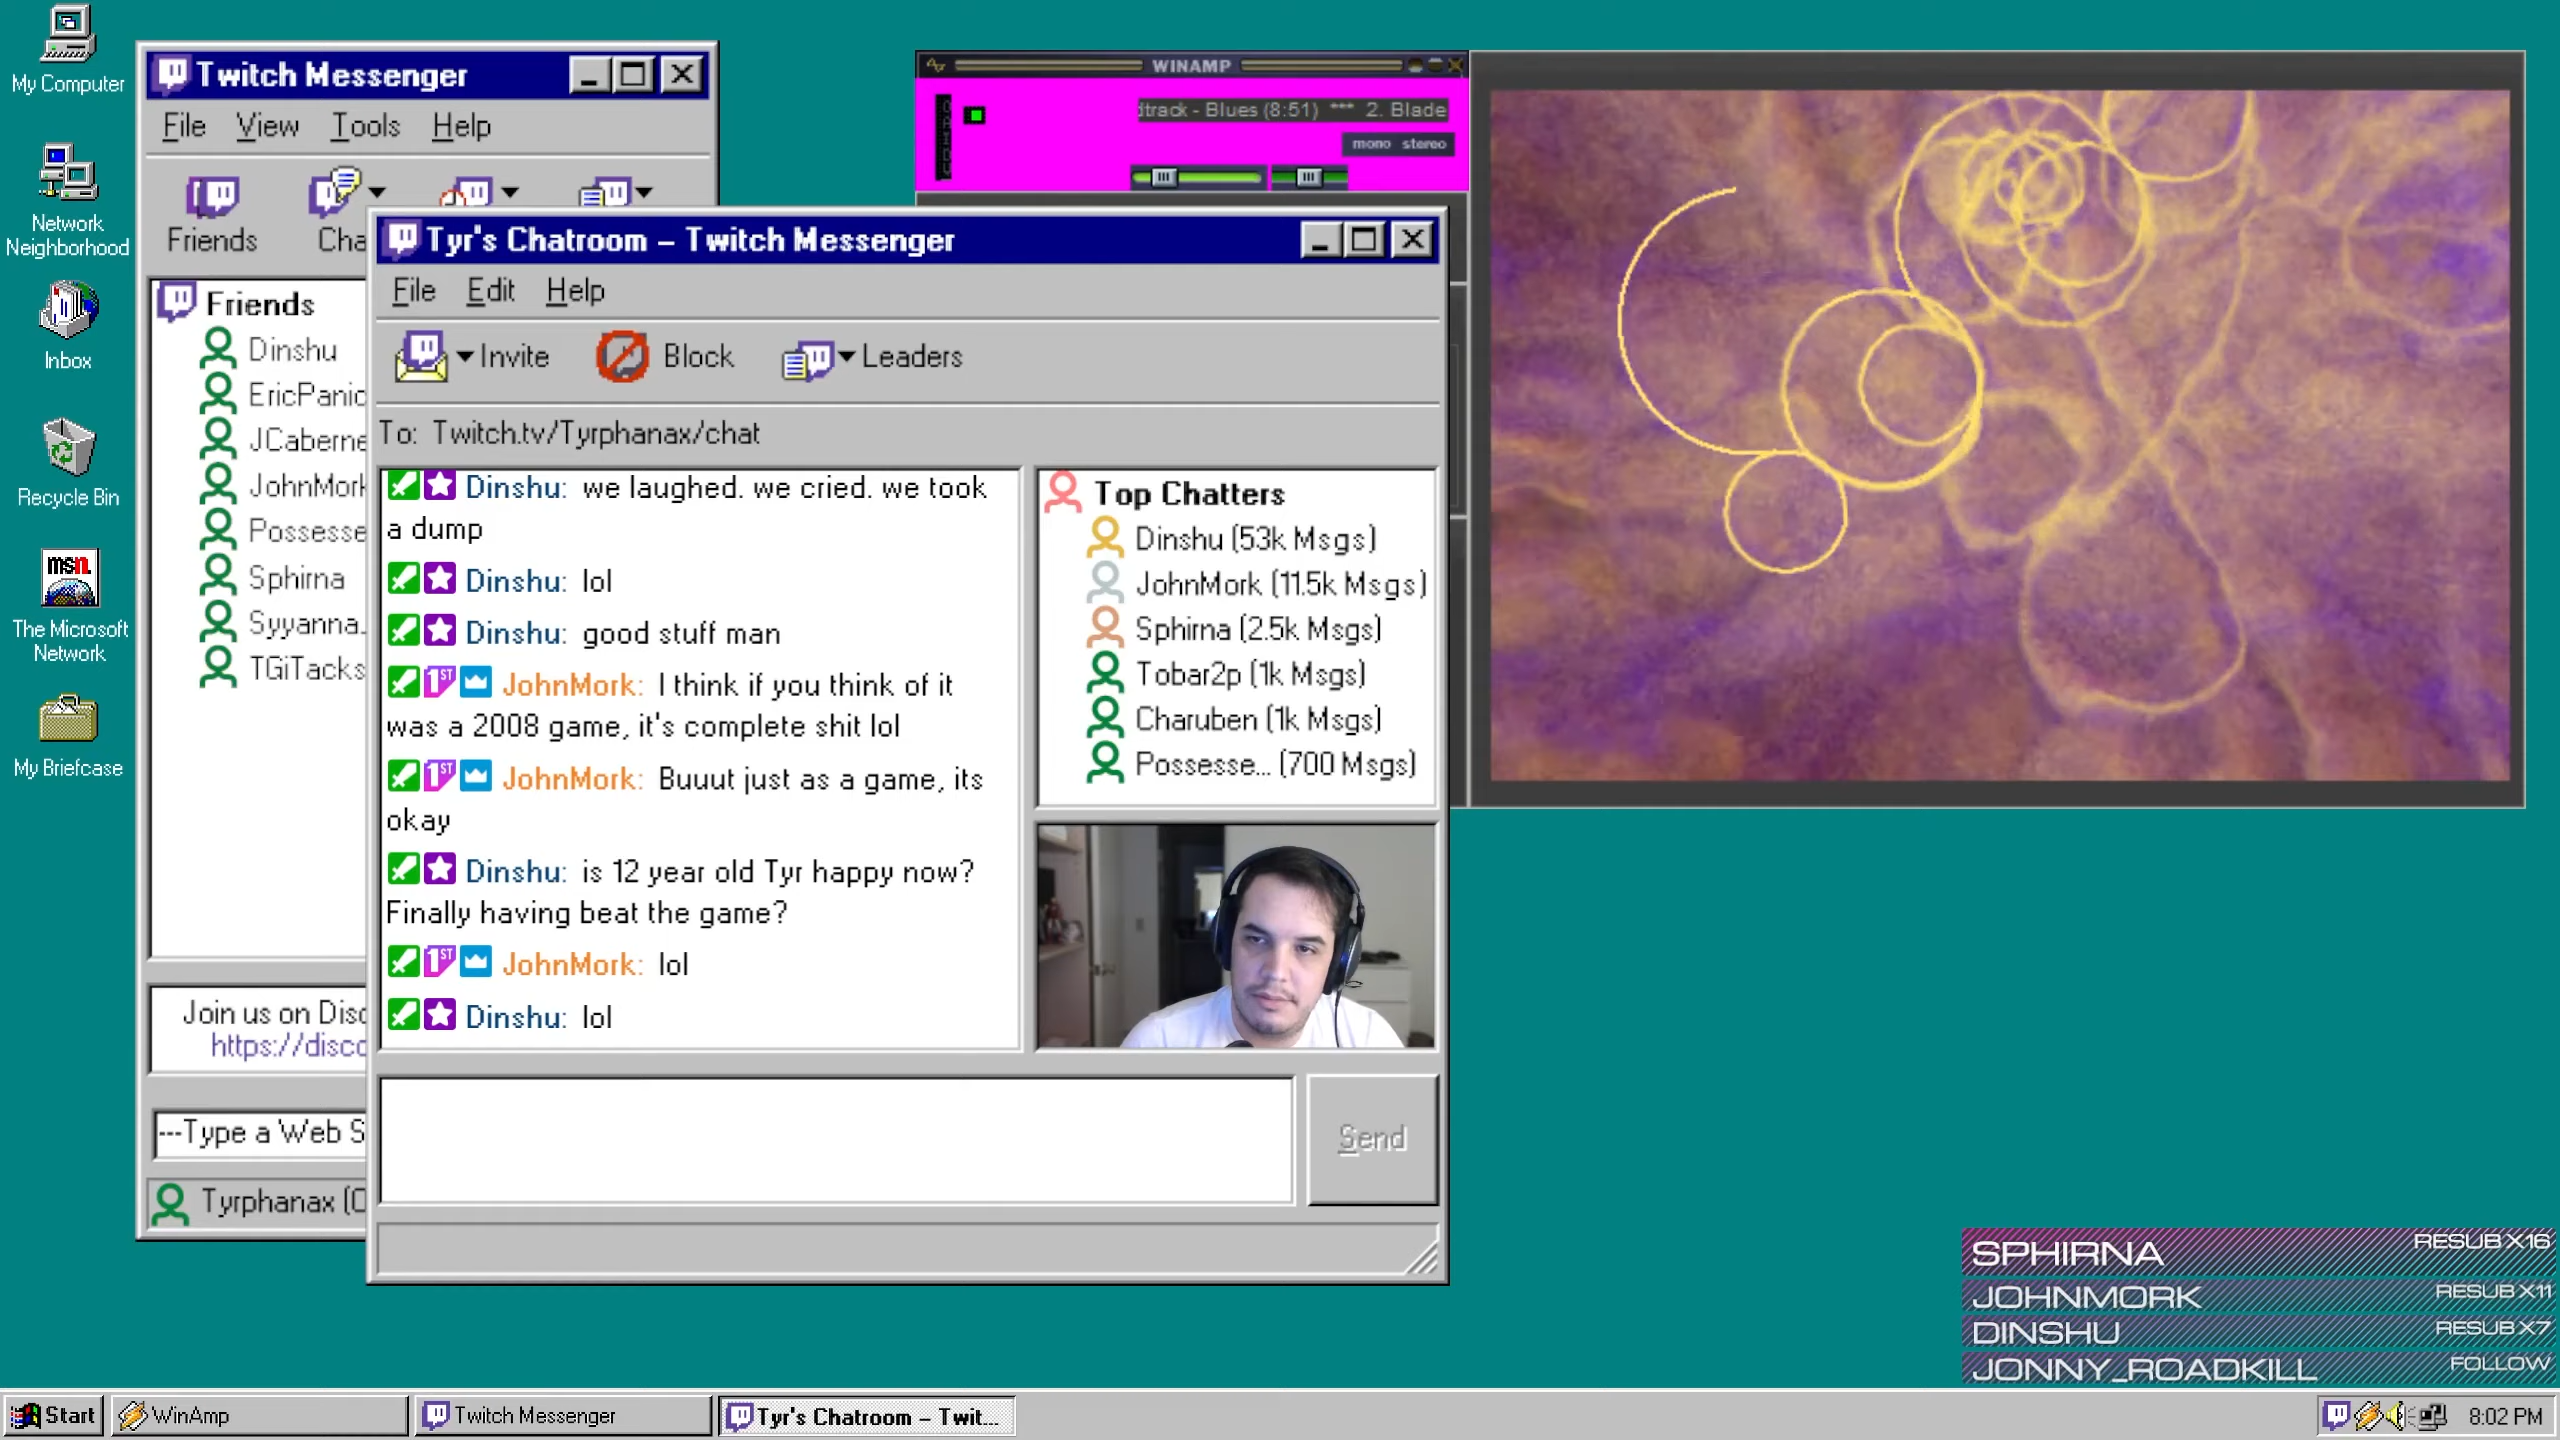 My Computer
Network
Neighborhood
Inbox
Recycle Bin
msn
The Microsoft
Network
My Briefcase
Twitch Messenger
File View Tools Help
Friends Cha
Friends
Dinshu
EricPanic
JCaberne
JohnMork
Possesse
Sphirna
Syyanna_
TGiTacks
Join us on Disc
https://disco
---Type a Web S
Tyrphanax (O
WINAMP
dtrack - Blues (8:51) *** 2. Blade
mono stereo
Tyr's Chatroom – Twitch Messenger
File Edit Help
Invite Block Leaders
To: Twitch.tv/Tyrphanax/chat
Dinshu: we laughed. we cried. we took
a dump
Dinshu: lol
Dinshu: good stuff man
1ST JohnMork: I think if you think of it
was a 2008 game, it's complete shit lol
1ST JohnMork: Buuut just as a game, its
okay
Dinshu: is 12 year old Tyr happy now?
Finally having beat the game?
1ST JohnMork: lol
Dinshu: lol
Top Chatters
Dinshu (53k Msgs)
JohnMork (11.5k Msgs)
Sphirna (2.5k Msgs)
Tobar2p (1k Msgs)
Charuben (1k Msgs)
Possesse... (700 Msgs)
Send
SPHIRNA RESUB X16
JOHNMORK RESUB X11
DINSHU RESUB X7
JONNY_ROADKILL FOLLOW
Start WinAmp Twitch Messenger Tyr's Chatroom – Twit... 8:02 PM